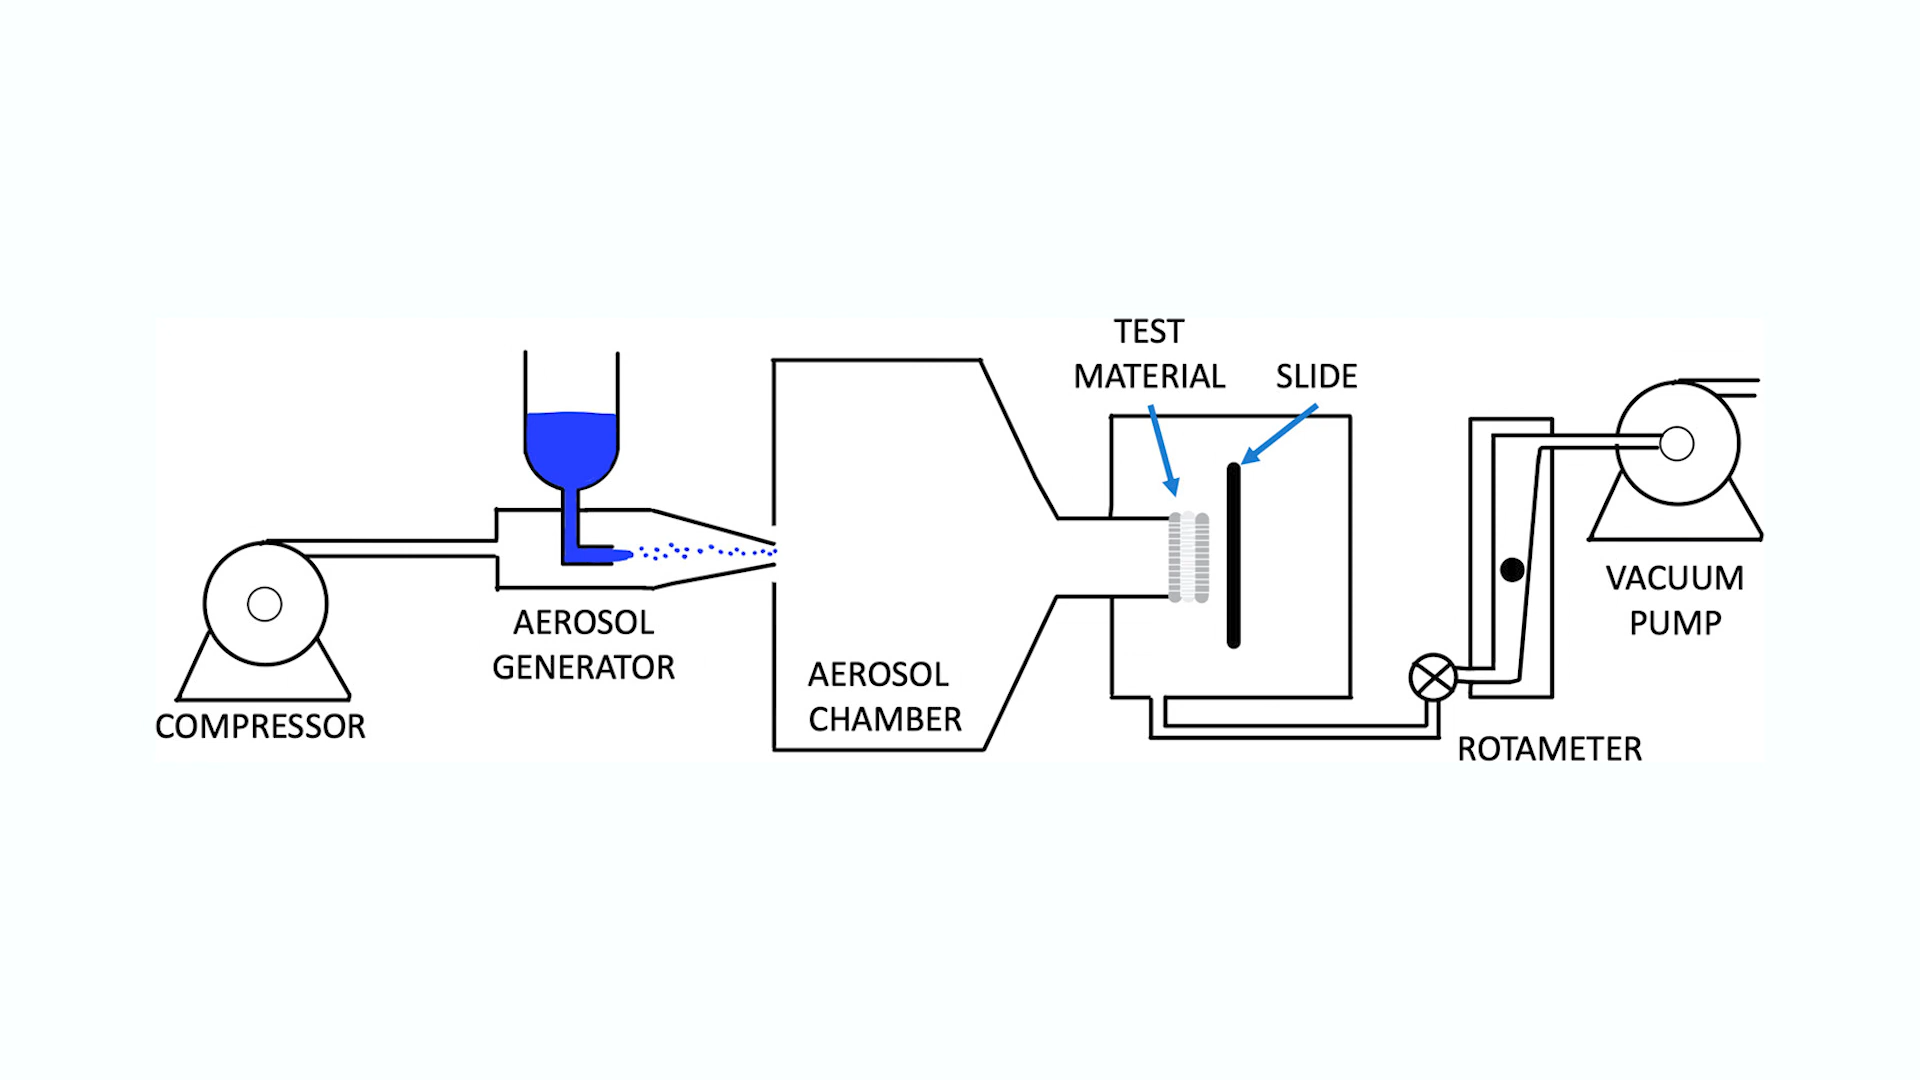 TEST
MATERIAL
SLIDE
AEROSOL
GENERATOR
COMPRESSOR
AEROSOL
CHAMBER
VACUUM
PUMP
ROTAMETER